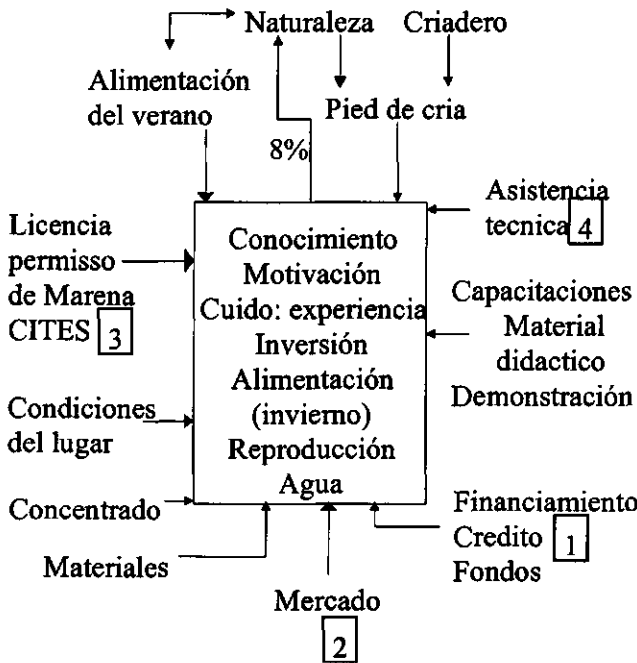 Naturaleza
Criadero
Alimentación
del verano
Pied de cria
8%
Licencia
permisso
de Marena
CITES 3
Condiciones
del lugar
Concentrado
Materiales
Conocimiento
Motivación
Cuido: experiencia
Inversión
Alimentación
(invierno)
Reproducción
Agua
Mercado
2
Asistencia
tecnica 4
Capacitaciones
Material
didactico
Demonstración
Financiamiento
Credito 1
Fondos